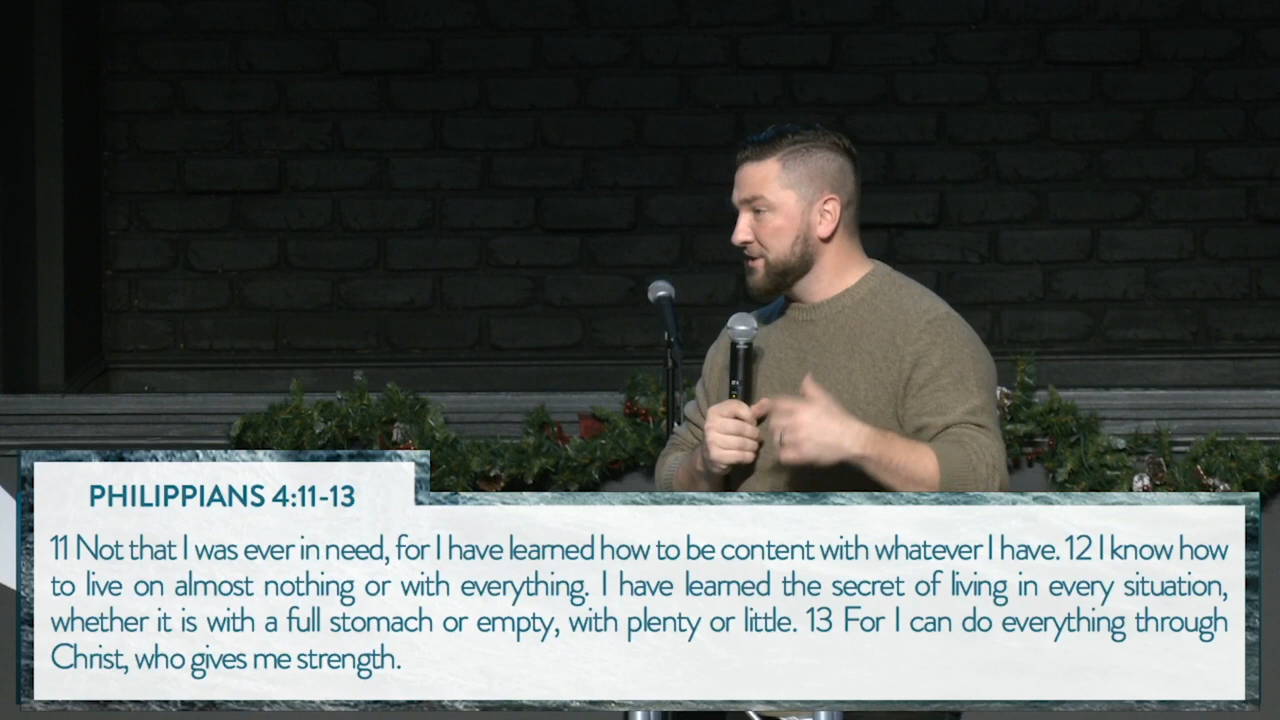 PHILIPPIANS 4:11-13
11 Not that I was ever in need, for I have learned how to be content with whatever I have. 12 I know how
to live on almost nothing or with everything. I have learned the secret of living in every situation,
whether it is with a full stomach or empty, with plenty or little. 13 For I can do everything through
Christ, who gives me strength.